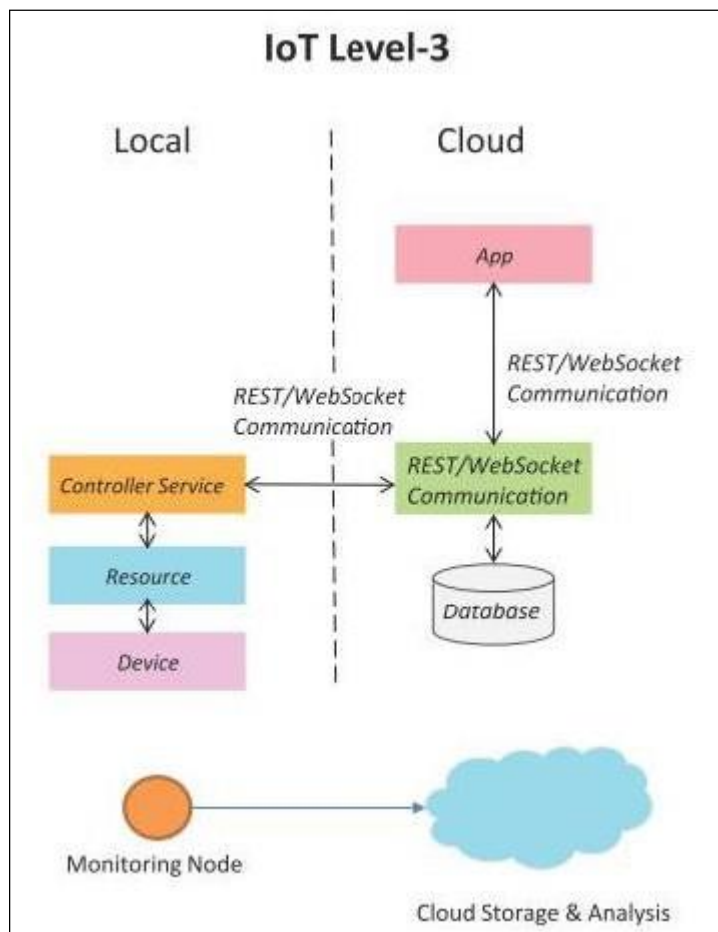 IoT Level-3
Local
Cloud
App
REST/WebSocket
Communication
REST/WebSocket
Communication
Controller Service
REST/WebSocket
Communication
Resource
Database
Device
Monitoring Node
Cloud Storage & Analysis